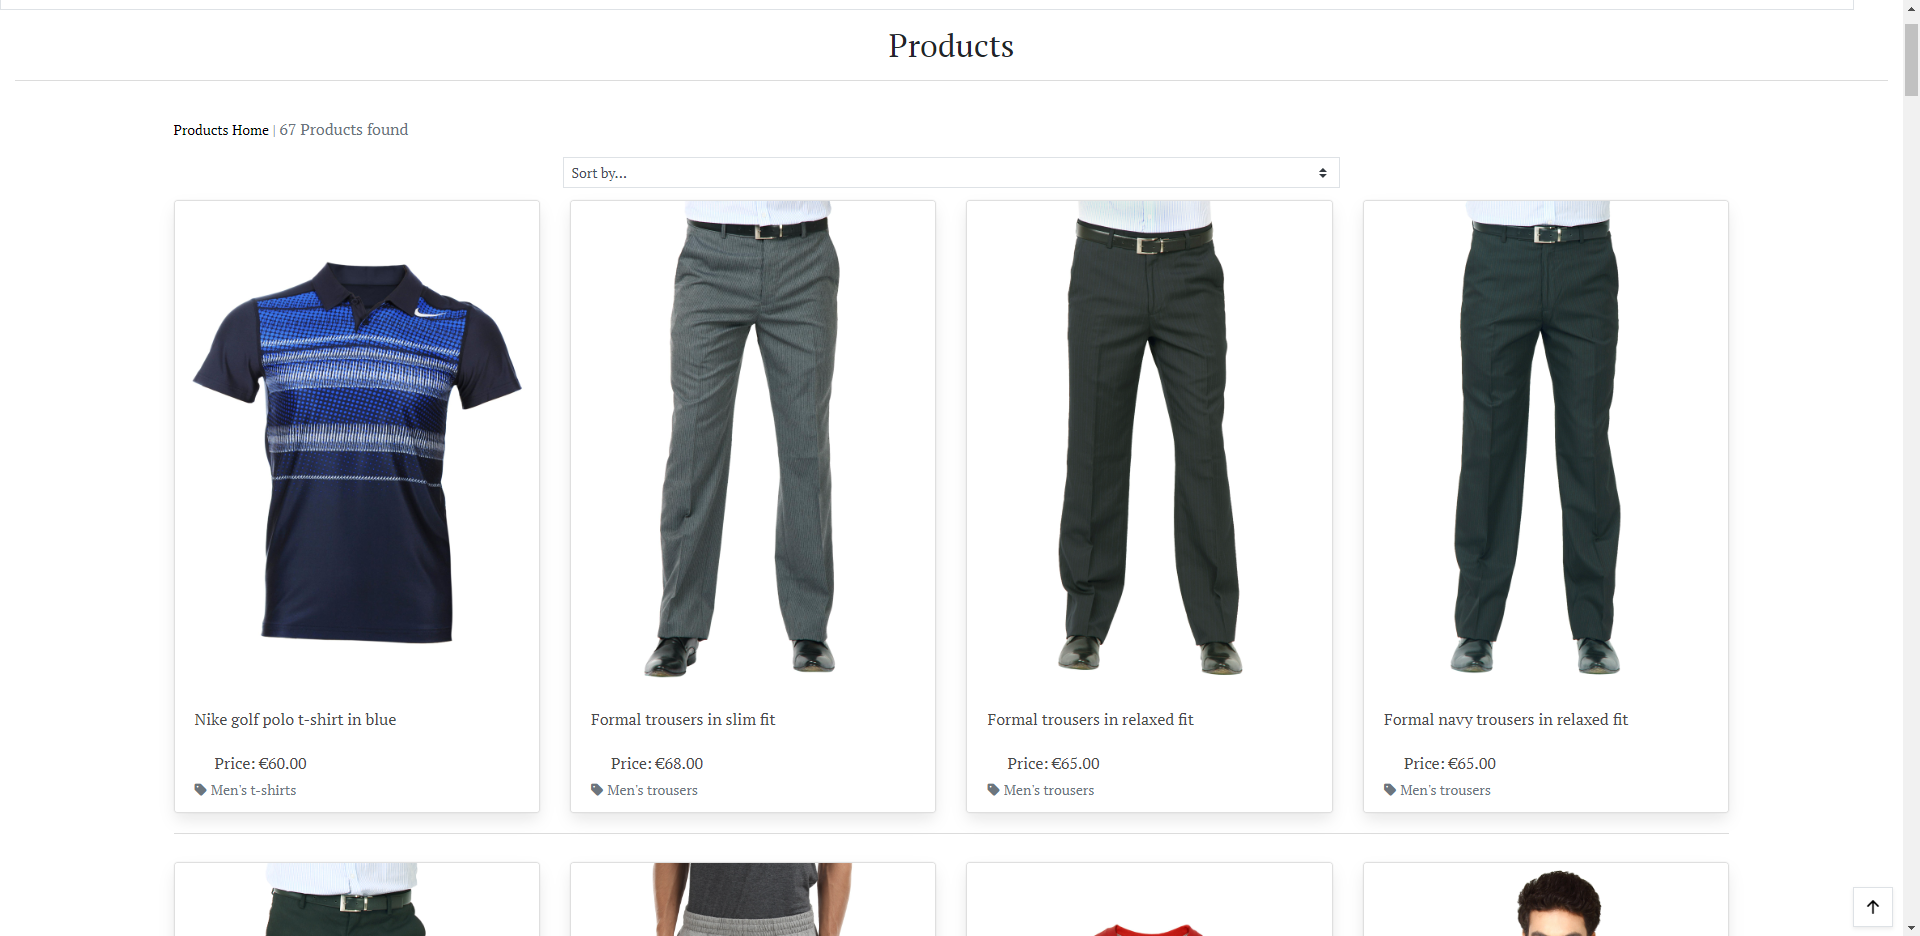 Products
Products Home | 67 Products found
Sort by...
Nike golf polo t-shirt in blue
Price: €60.00
Men's t-shirts
Formal trousers in slim fit
Price: €68.00
Men's trousers
Formal trousers in relaxed fit
Price: €65.00
Men's trousers
Formal navy trousers in relaxed fit
Price: €65.00
Men's trousers